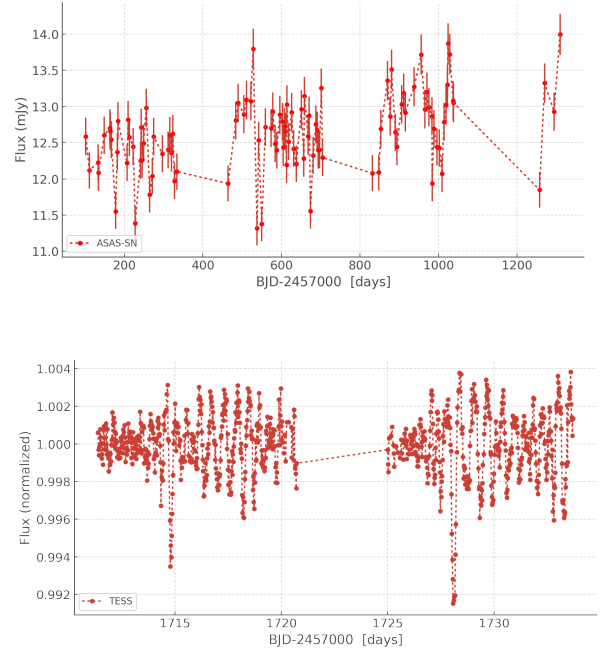 14.0
13.5
13.0
12.5
12.0
11.5
11.0
Flux (mJy)
ASAS-SN
200 400 600 800 1000 1200
BJD-2457000 [days]
1.004
1.002
1.000
0.998
0.996
0.994
0.992
Flux (normalized)
TESS
1715 1720 1725 1730
BJD-2457000 [days]